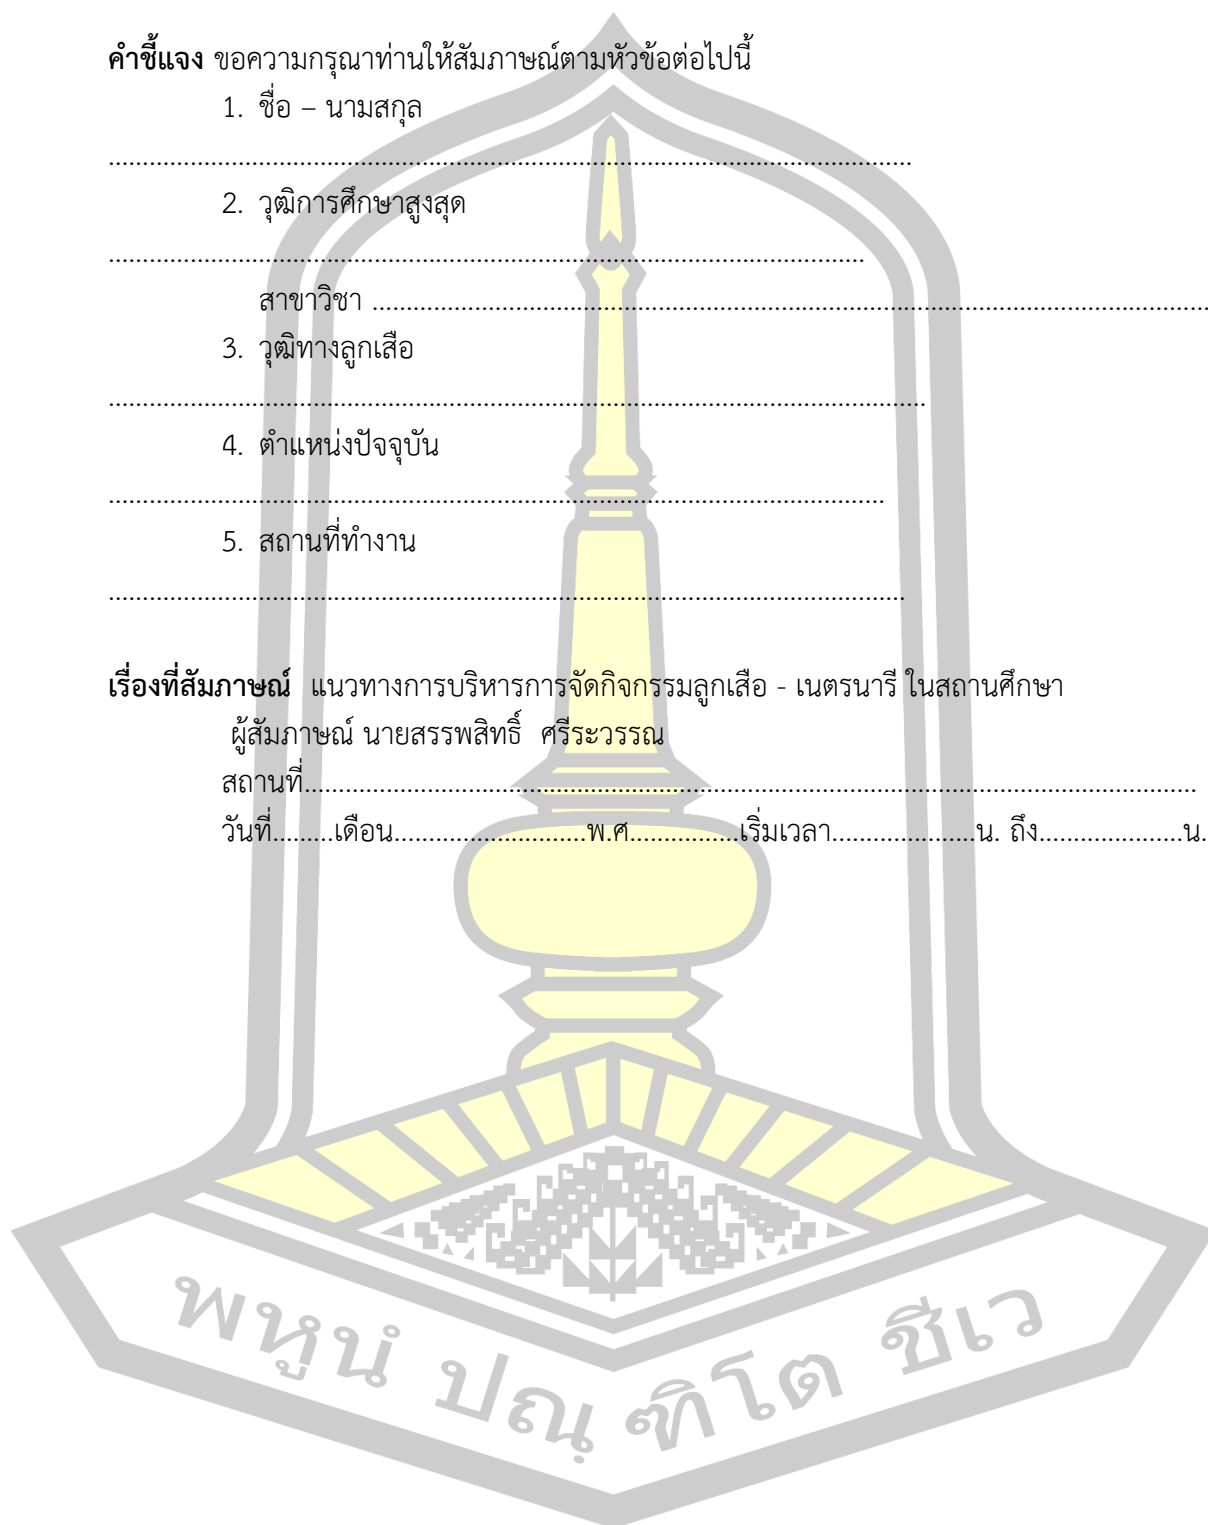 คำชี้แจง ขอความกรุณาท่านให้สัมภาษณ์ตามหัวข้อต่อไปนี้
1. ชื่อ – นามสกุล
......................................................................................................................
2. วุฒิการศึกษาสูงสุด
...............................................................................................................
สาขาวิชา ...........................................................................................................................
3. วุฒิทางลูกเสือ
........................................................................................................................
4. ตำแหน่งปัจจุบัน
..................................................................................................................
5. สถานที่ทำงาน
.....................................................................................................................
เรื่องที่สัมภาษณ์ แนวทางการบริหารการจัดกิจกรรมลูกเสือ - เนตรนารี ในสถานศึกษา
ผู้สัมภาษณ์ นายสรรพสิทธิ์ ศรีระวรรณ
สถานที่...................................................................................................................................
วันที่.........เดือน............................พ.ศ................เริ่มเวลา.....................น. ถึง.....................น.
พหูนํ ปณฺ ฑิโต ชีเว